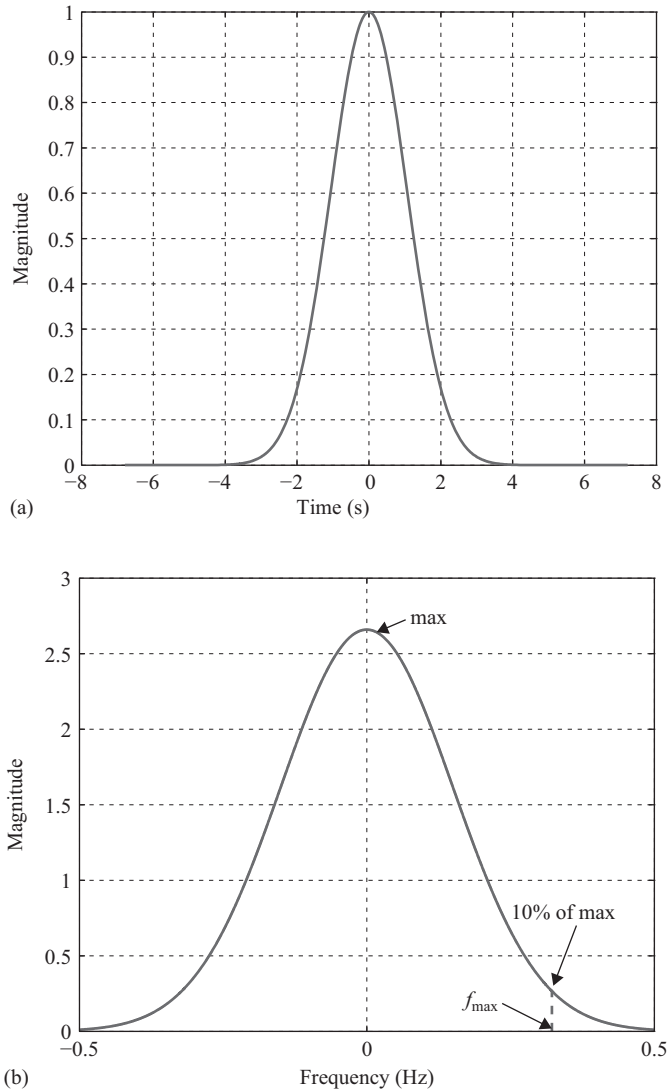 1
0.9
0.8
0.7
0.6
0.5
0.4
0.3
0.2
0.1
0
Magnitude
−8 −6 −4 −2 0 2 4 6 8
(a)
Time (s)
3
2.5
2
1.5
1
0.5
0
Magnitude
max
10% of max
fmax
−0.5 0 0.5
(b)
Frequency (Hz)